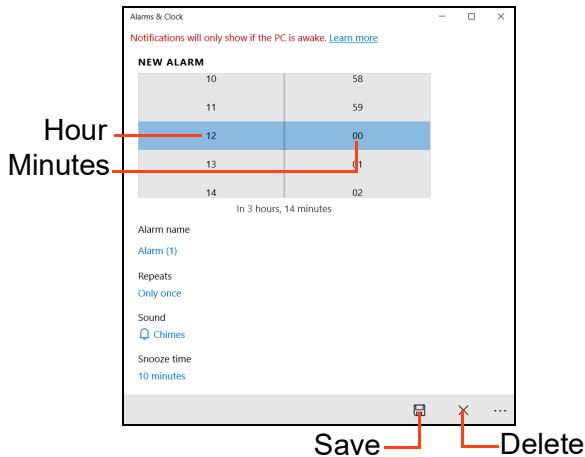 Alarms & Clock
Notifications will only show if the PC is awake. Learn more
NEW ALARM
10 58
11 59
Hour 12 00
Minutes 13 01
14 02
In 3 hours, 14 minutes
Alarm name
Alarm (1)
Repeats
Only once
Sound
Chimes
Snooze time
10 minutes
Save Delete